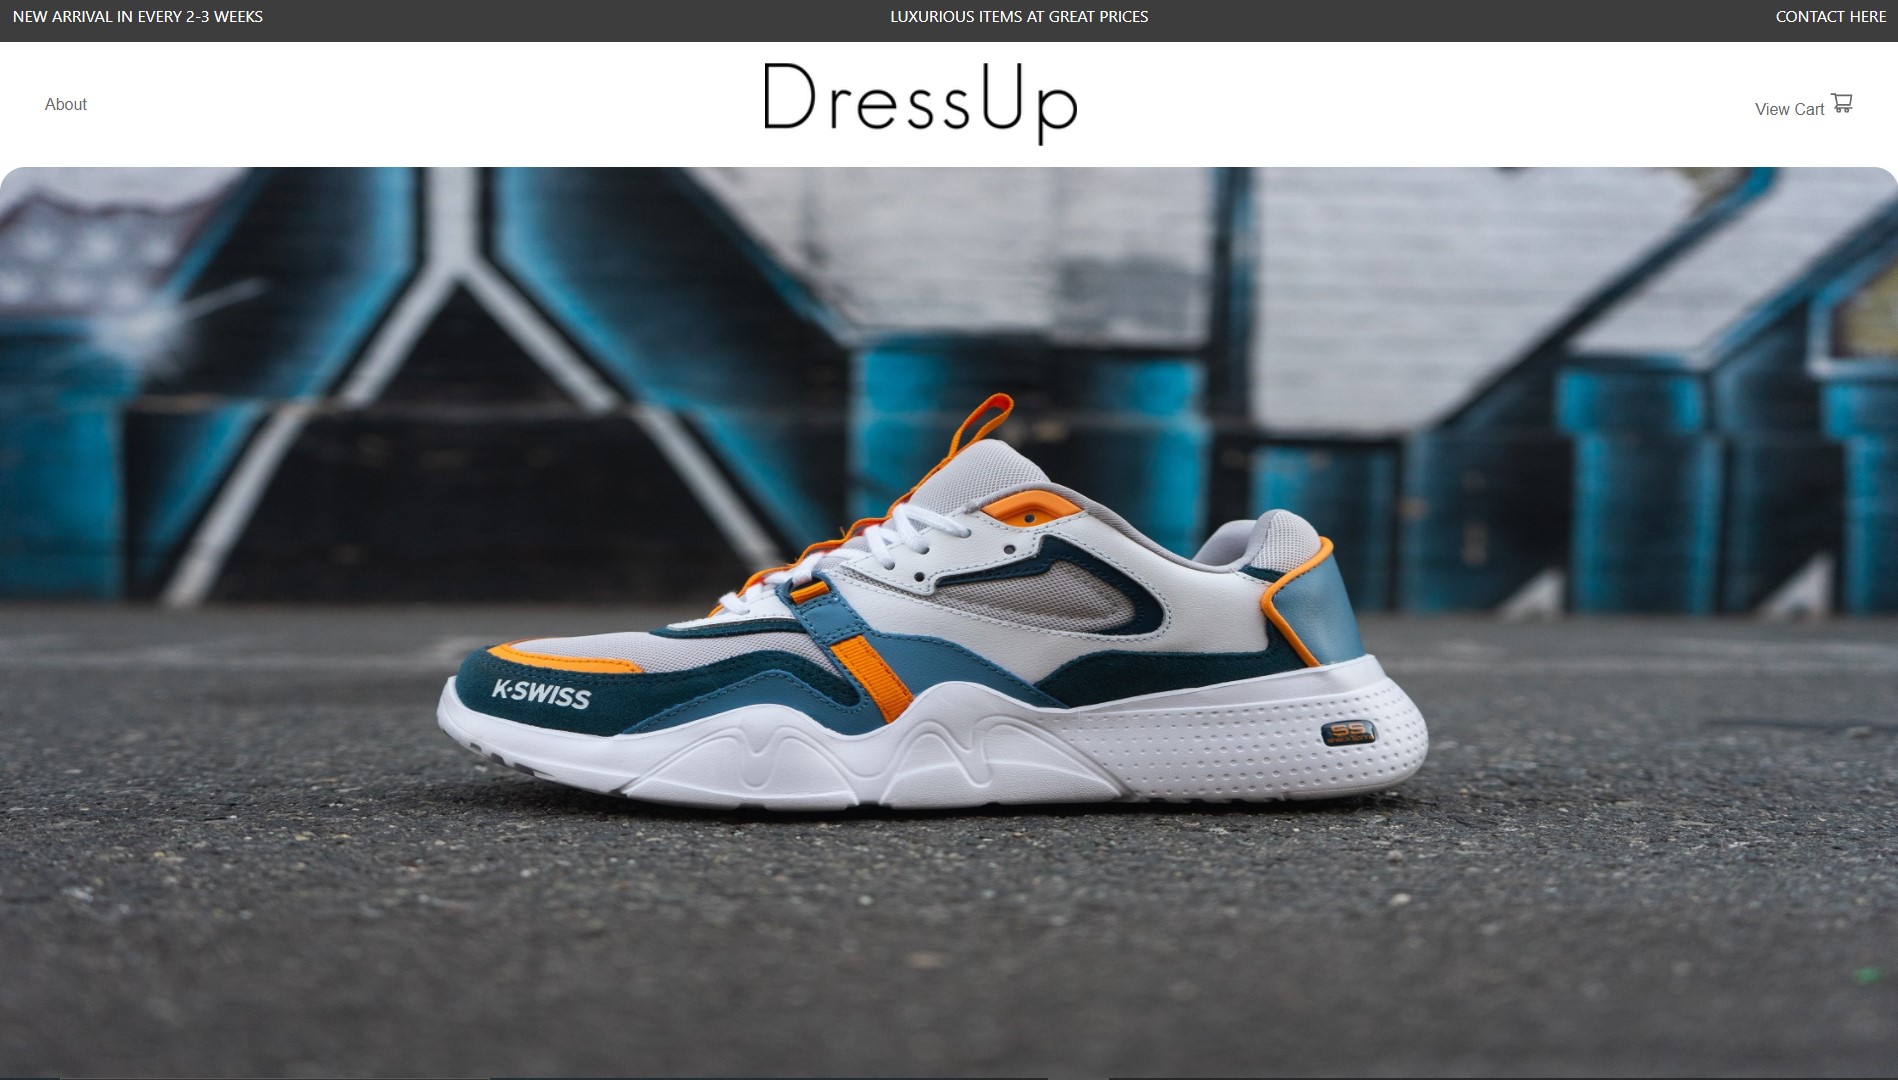 NEW ARRIVAL IN EVERY 2-3 WEEKS
LUXURIOUS ITEMS AT GREAT PRICES
CONTACT HERE
About
DressUp
View Cart
K·SWISS